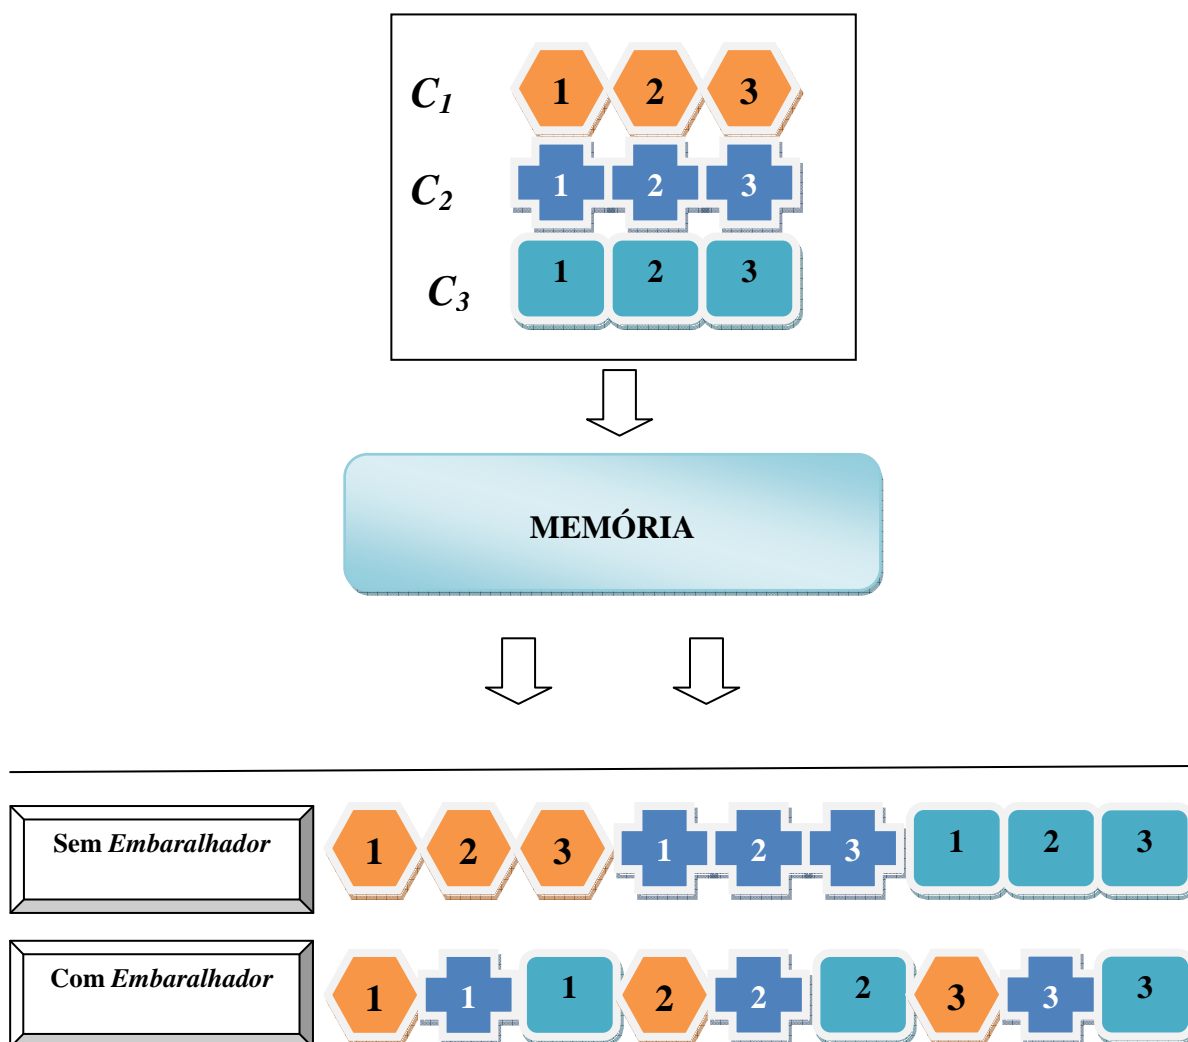 C1 1 2 3
C2 1 2 3
C3 1 2 3
MEMÓRIA
Sem Embaralhador 1 2 3 1 2 3 1 2 3
Com Embaralhador 1 1 1 2 2 2 3 3 3